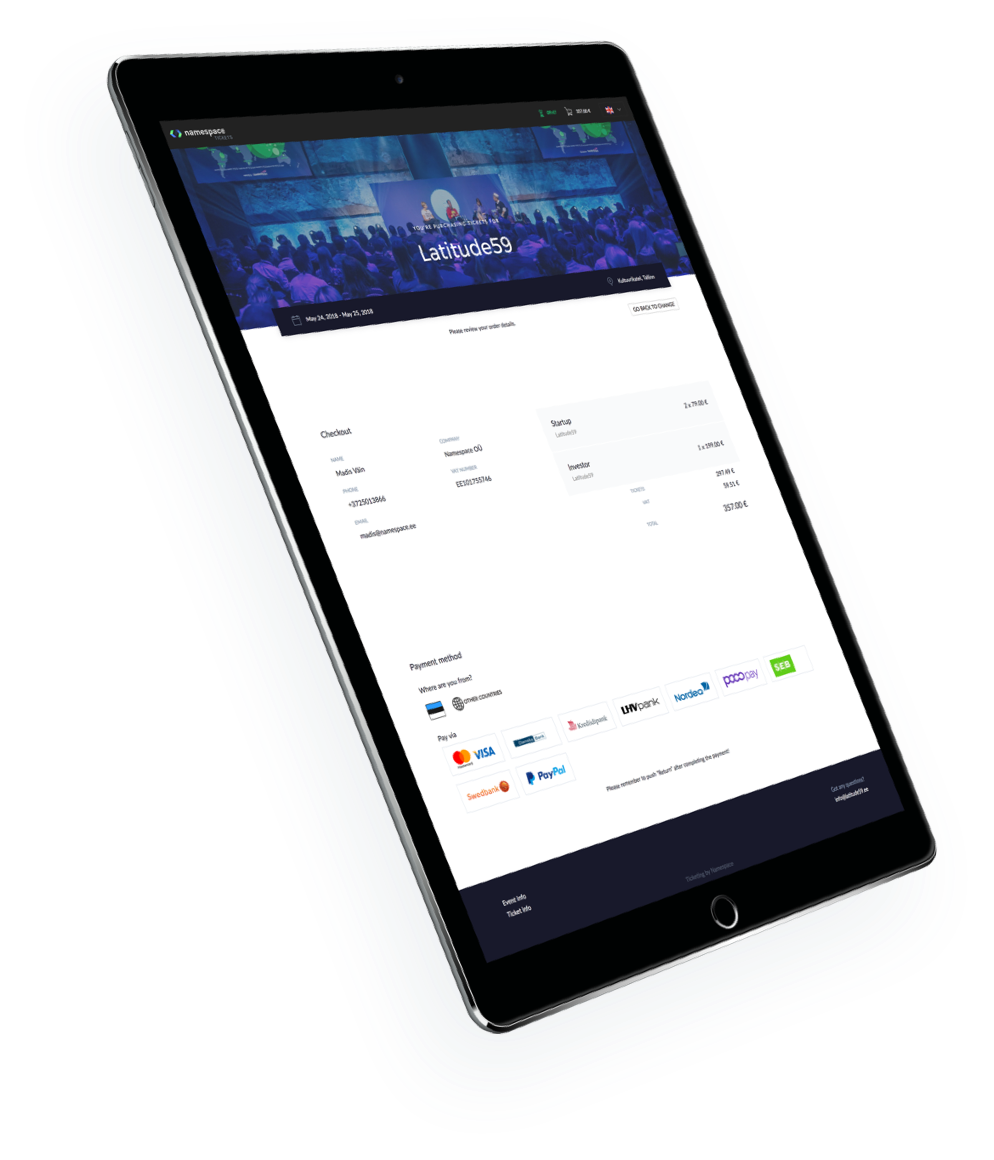 namespace
TICKETS
357.00 €
YOU'RE PURCHASING TICKETS FOR
Latitude59
May 24, 2018 - May 25, 2018
Kultuurikatel, Tallinn
Please review your order details.
GO BACK TO CHANGE
Checkout
NAME
Madis Väin
COMPANY
Namespace OÜ
PHONE
+3725013866
VAT NUMBER
EE101755746
EMAIL
madis@namespace.ee
Startup
Latitude59
2 x 79.00 €
Investor
Latitude59
1 x 199.00 €
TICKETS
297.49 €
VAT
59.51 €
TOTAL
357.00 €
Payment method
Where are you from?
OTHER COUNTRIES
Pay via
VISA
Krediidipank
LHV pank
Nordea
pocopay
SEB
Swedbank
PayPal
Please remember to push "Return" after completing the payment!
Event Info
Ticket Info
Ticketing by Namespace
Got any questions?
info@latitude59.ee